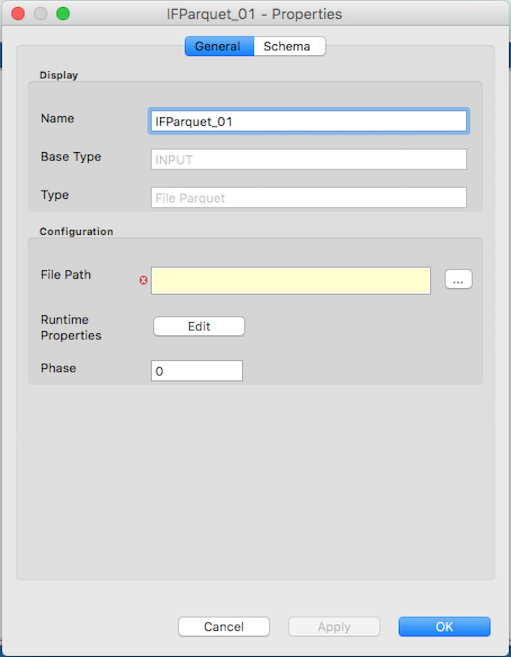 IFParquet_01 - Properties
General Schema
Display
Name IFParquet_01
Base Type INPUT
Type File Parquet
Configuration
File Path ...
Runtime
Properties Edit
Phase 0
Cancel Apply OK